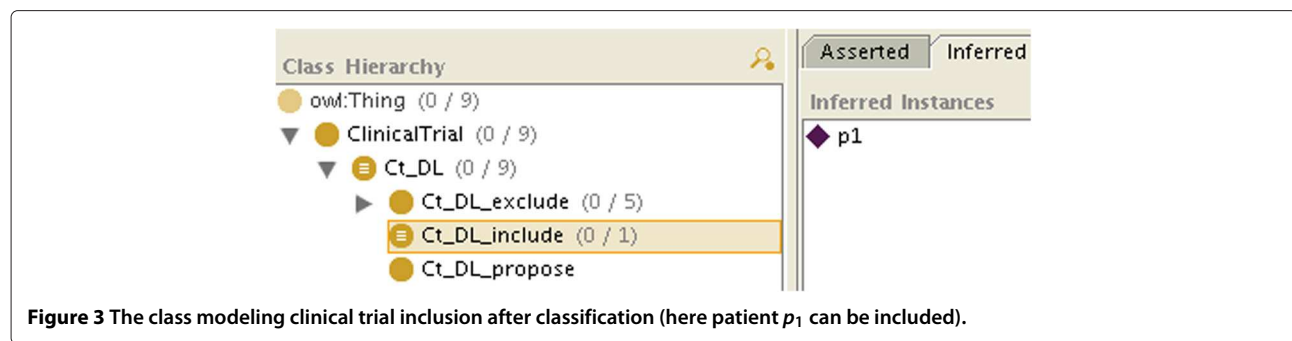 Class Hierarchy
owl:Thing (0 / 9)
ClinicalTrial (0 / 9)
Ct_DL (0 / 9)
Ct_DL_exclude (0 / 5)
Ct_DL_include (0 / 1)
Ct_DL_propose
Asserted Inferred
Inferred Instances
p1
Figure 3 The class modeling clinical trial inclusion after classification (here patient p1 can be included).